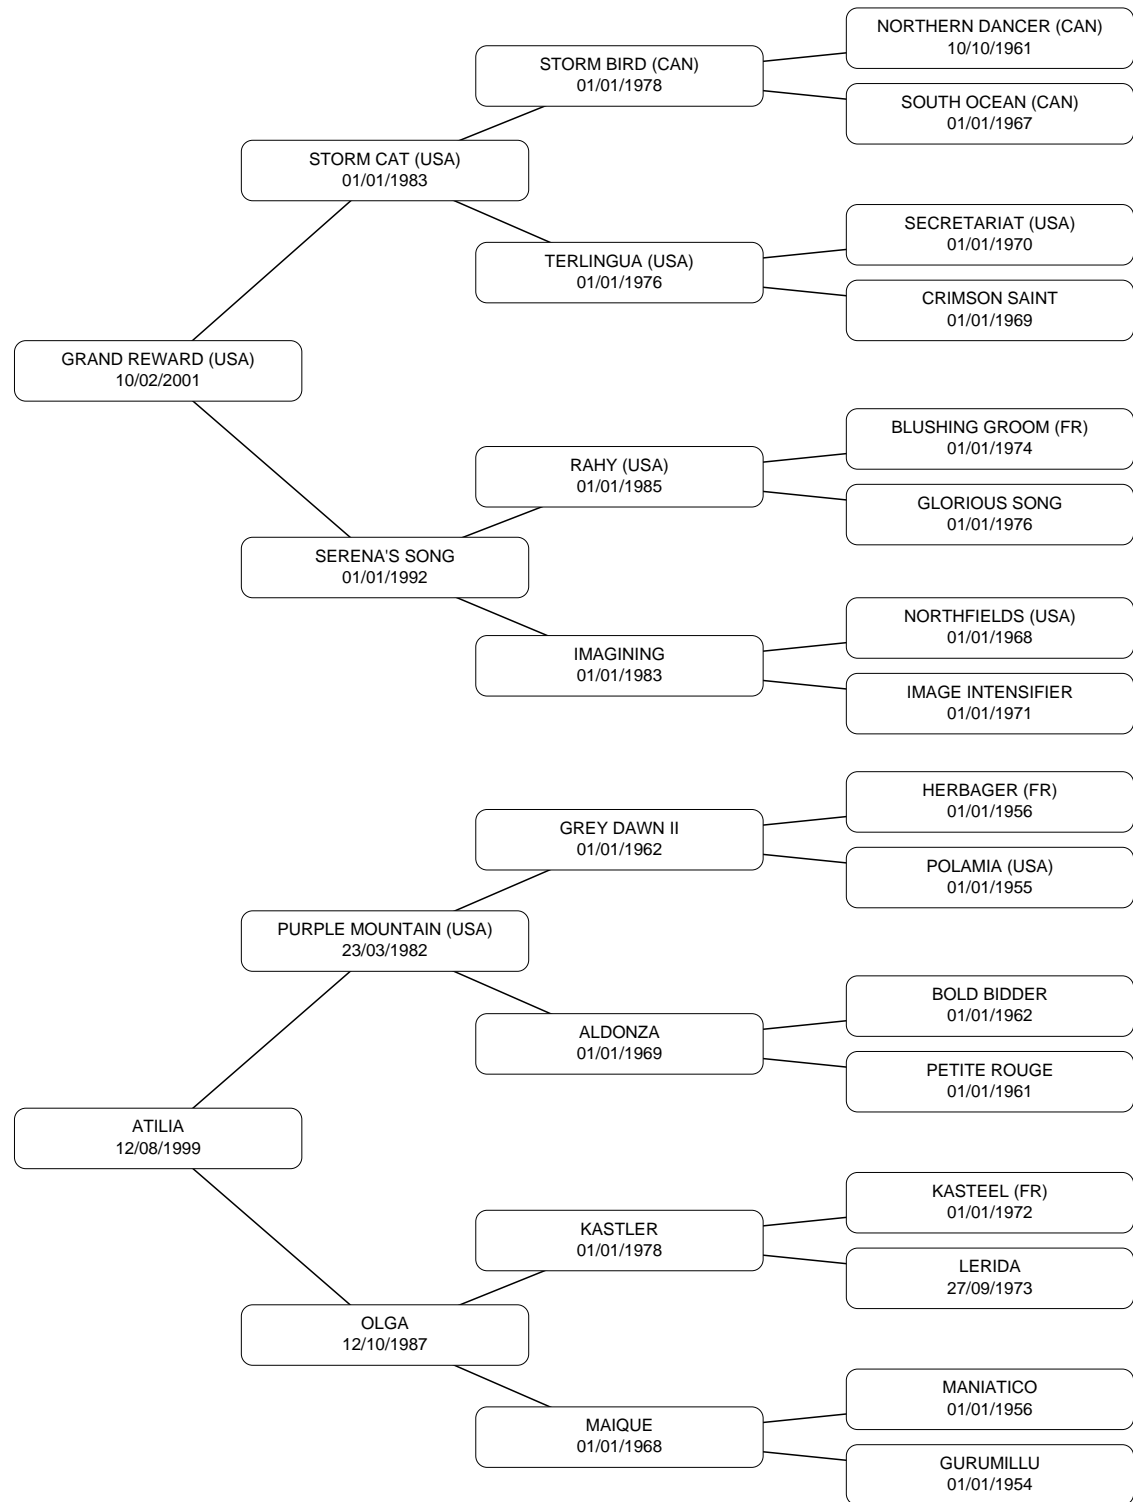 NORTHERN DANCER (CAN)
10/10/1961
STORM BIRD (CAN)
01/01/1978
SOUTH OCEAN (CAN)
01/01/1967
STORM CAT (USA)
01/01/1983
SECRETARIAT (USA)
01/01/1970
TERLINGUA (USA)
01/01/1976
CRIMSON SAINT
01/01/1969
GRAND REWARD (USA)
10/02/2001
BLUSHING GROOM (FR)
01/01/1974
RAHY (USA)
01/01/1985
GLORIOUS SONG
01/01/1976
SERENA'S SONG
01/01/1992
NORTHFIELDS (USA)
01/01/1968
IMAGINING
01/01/1983
IMAGE INTENSIFIER
01/01/1971
HERBAGER (FR)
01/01/1956
GREY DAWN II
01/01/1962
POLAMIA (USA)
01/01/1955
PURPLE MOUNTAIN (USA)
23/03/1982
BOLD BIDDER
01/01/1962
ALDONZA
01/01/1969
PETITE ROUGE
01/01/1961
ATILIA
12/08/1999
KASTEEL (FR)
01/01/1972
KASTLER
01/01/1978
LERIDA
27/09/1973
OLGA
12/10/1987
MANIATICO
01/01/1956
MAIQUE
01/01/1968
GURUMILLU
01/01/1954